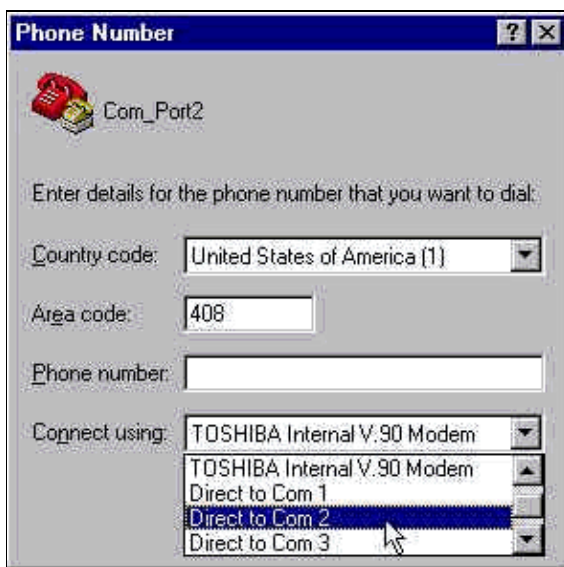 Phone Number
Com_Port2
Enter details for the phone number that you want to dial:
Country code: United States of America (1)
Area code: 408
Phone number:
Connect using: TOSHIBA Internal V.90 Modem
TOSHIBA Internal V.90 Modem
Direct to Com 1
Direct to Com 2
Direct to Com 3